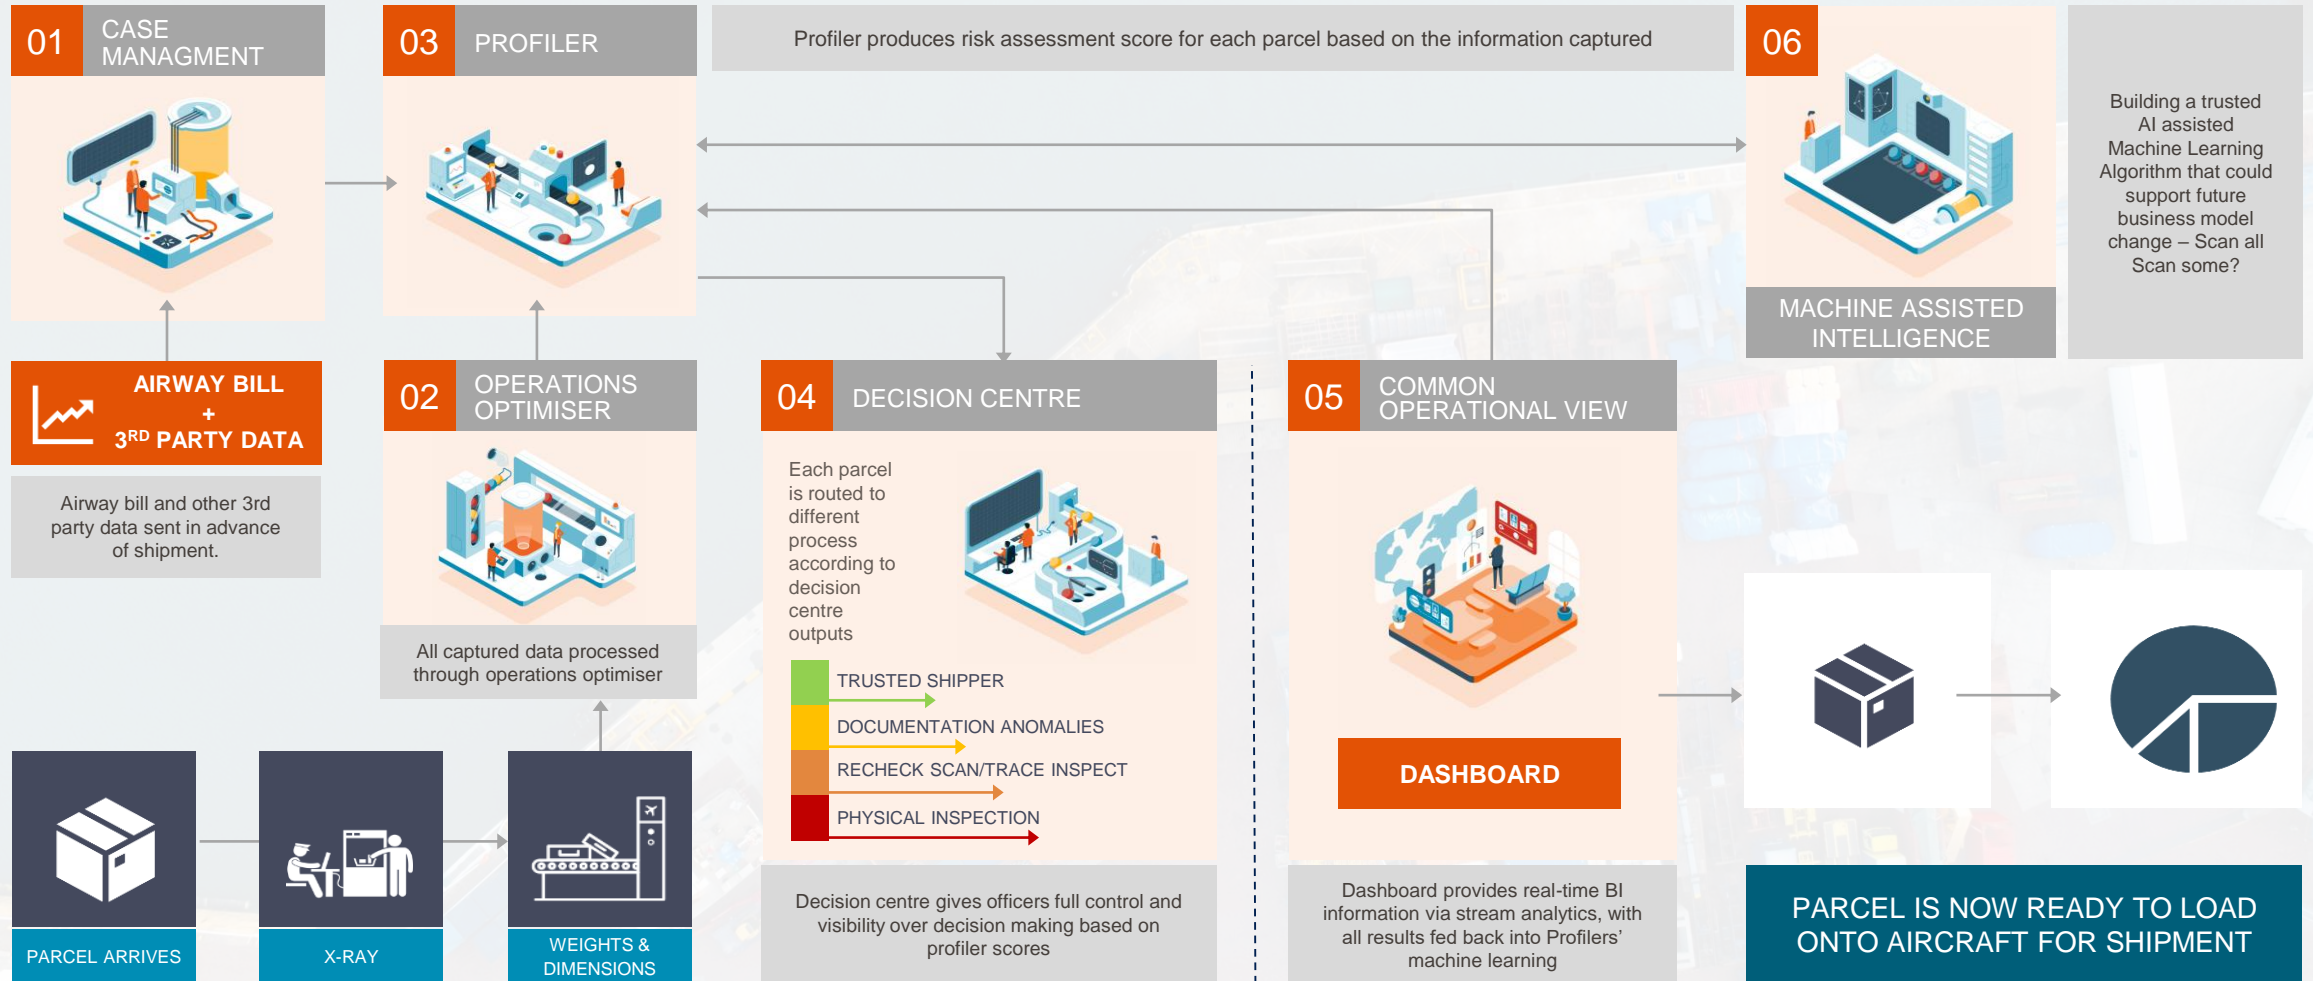 01
CASE
MANAGMENT
03
PROFILER
Profiler produces risk assessment score for each parcel based on the information captured
06
MACHINE ASSISTED
INTELLIGENCE
Building a trusted
AI assisted
Machine Learning
Algorithm that could
support future
business model
change – Scan all
Scan some?
AIRWAY BILL
+
3RD PARTY DATA
Airway bill and other 3rd
party data sent in advance
of shipment.
02
OPERATIONS
OPTIMISER
All captured data processed
through operations optimiser
04
DECISION CENTRE
Each parcel
is routed to
different
process
according to
decision
centre
outputs
TRUSTED SHIPPER
DOCUMENTATION ANOMALIES
RECHECK SCAN/TRACE INSPECT
PHYSICAL INSPECTION
Decision centre gives officers full control and
visibility over decision making based on
profiler scores
05
COMMON
OPERATIONAL VIEW
DASHBOARD
Dashboard provides real-time BI
information via stream analytics, with
all results fed back into Profilers’
machine learning
PARCEL ARRIVES
X-RAY
WEIGHTS &
DIMENSIONS
PARCEL IS NOW READY TO LOAD
ONTO AIRCRAFT FOR SHIPMENT